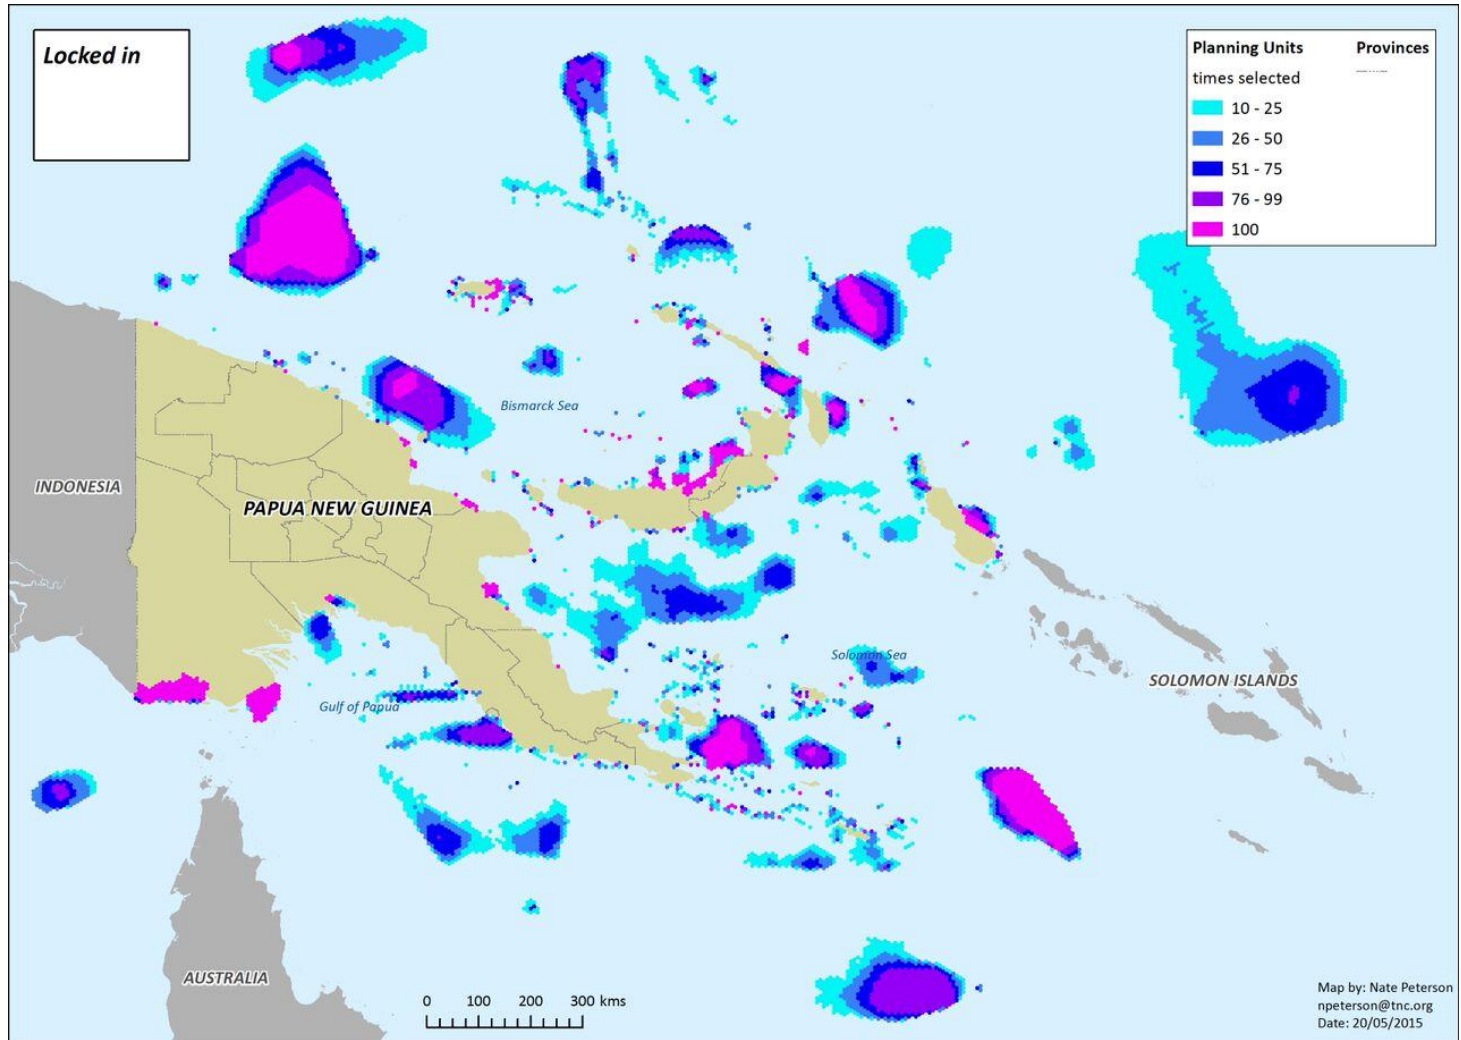 Locked in
Planning Units
Provinces
times selected
10 - 25
26 - 50
51 - 75
76 - 99
100
Bismarck Sea
INDONESIA
PAPUA NEW GUINEA
Solomon Sea
SOLOMON ISLANDS
Gulf of Papua
AUSTRALIA
0 100 200 300 kms
Map by: Nate Peterson
npeterson@tnc.org
Date: 20/05/2015